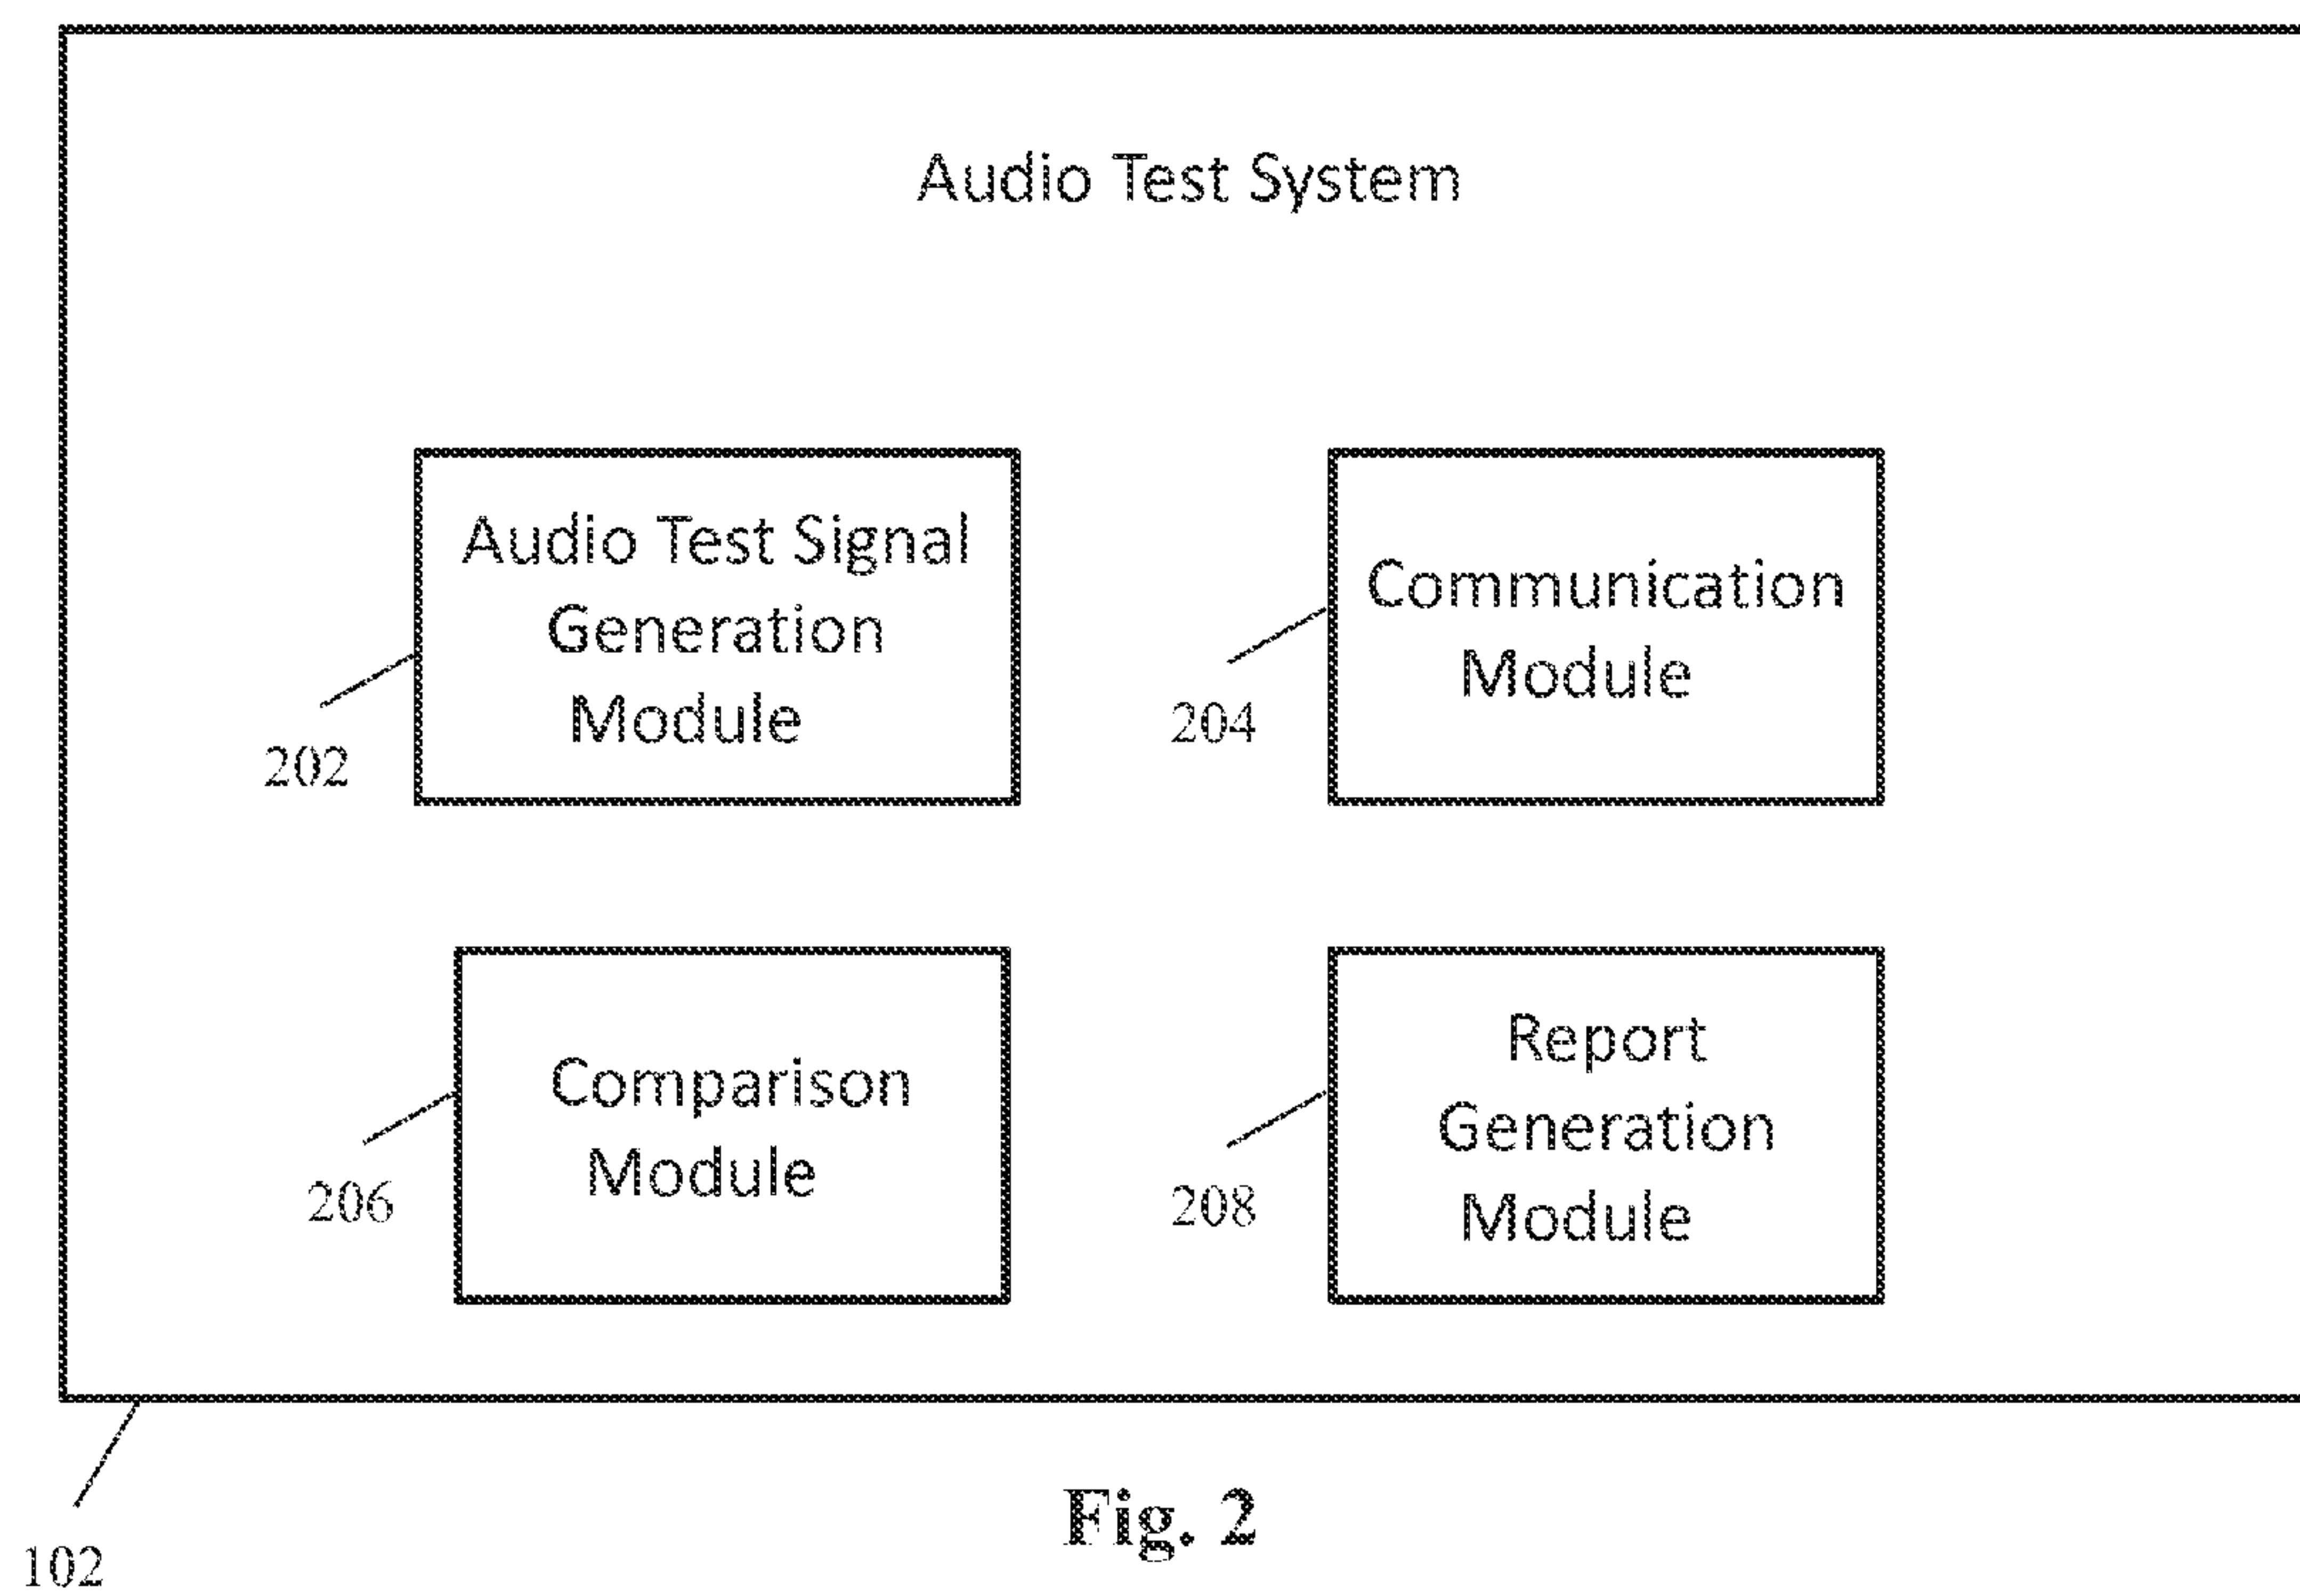 Audio Test System
Audio Test Signal
Generation
Module
202
Communication
Module
204
Comparison
Module
206
Report
Generation
Module
208
102
Fig. 2